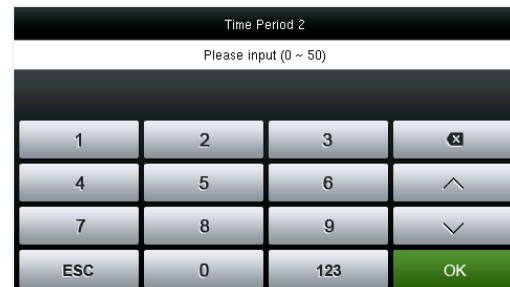 Time Period 2
Please input (0 ~ 50)
1 2 3
4 5 6
7 8 9
ESC 0 123 OK